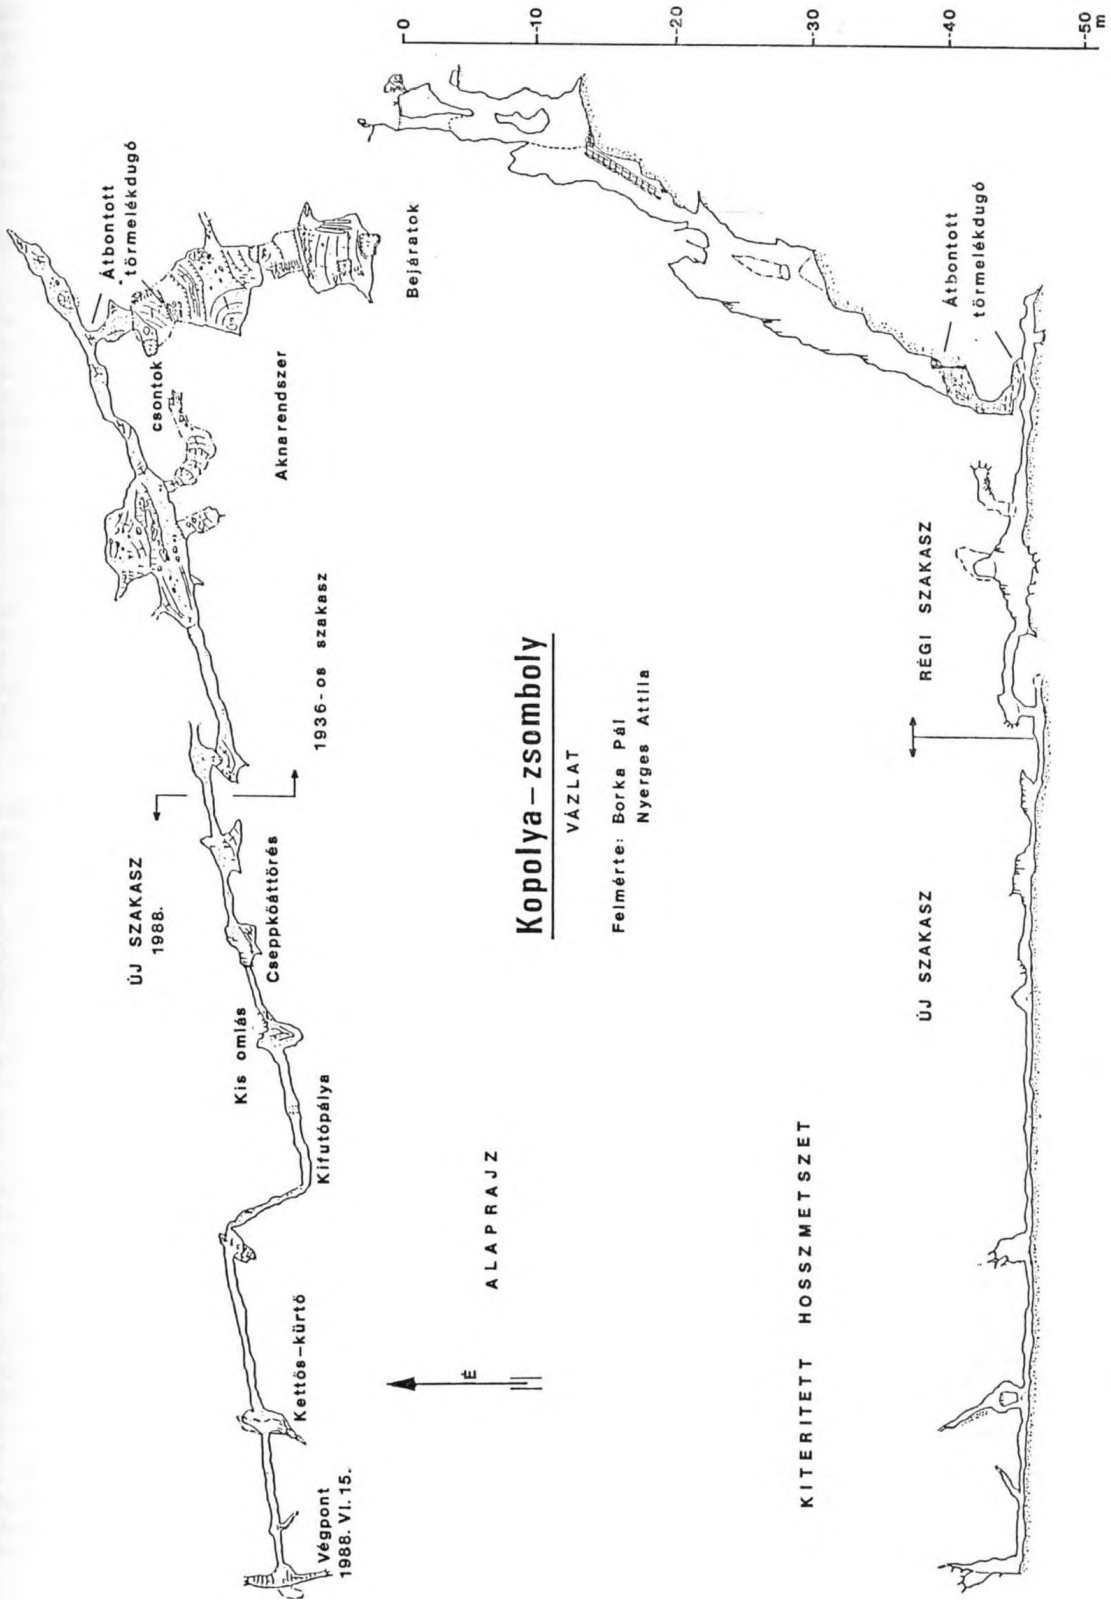 Átbontott
törmelékdugó
csontok
Bejáratok
Aknarendszer
1936-os szakasz
ÚJ SZAKASZ
1988.
Cseppkőáttörés
Kis omlás
Kifutópálya
Kettős-kürtő
Végpont
1988. VI. 15.
ALAPRAJZ
É
Kopolya-zsomboly
VÁZLAT
Felmérte: Borka Pál
Nyerges Attila
0
-10
-20
-30
-40
-50
m
Átbontott
törmelékdugó
RÉGI SZAKASZ
ÚJ SZAKASZ
KITERITETT HOSSZMETSZET